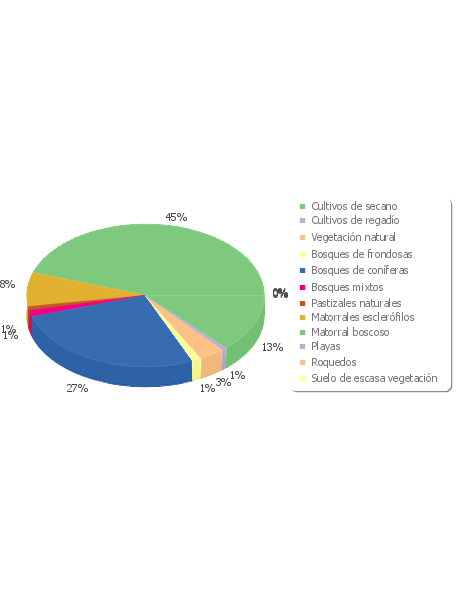 45%
8%
0%
1%
1%
13%
1%
3%
1%
27%
Cultivos de secano
Cultivos de regadío
Vegetación natural
Bosques de frondosas
Bosques de coníferas
Bosques mixtos
Pastizales naturales
Matorrales esclerófilos
Matorral boscoso
Playas
Roquedos
Suelo de escasa vegetación